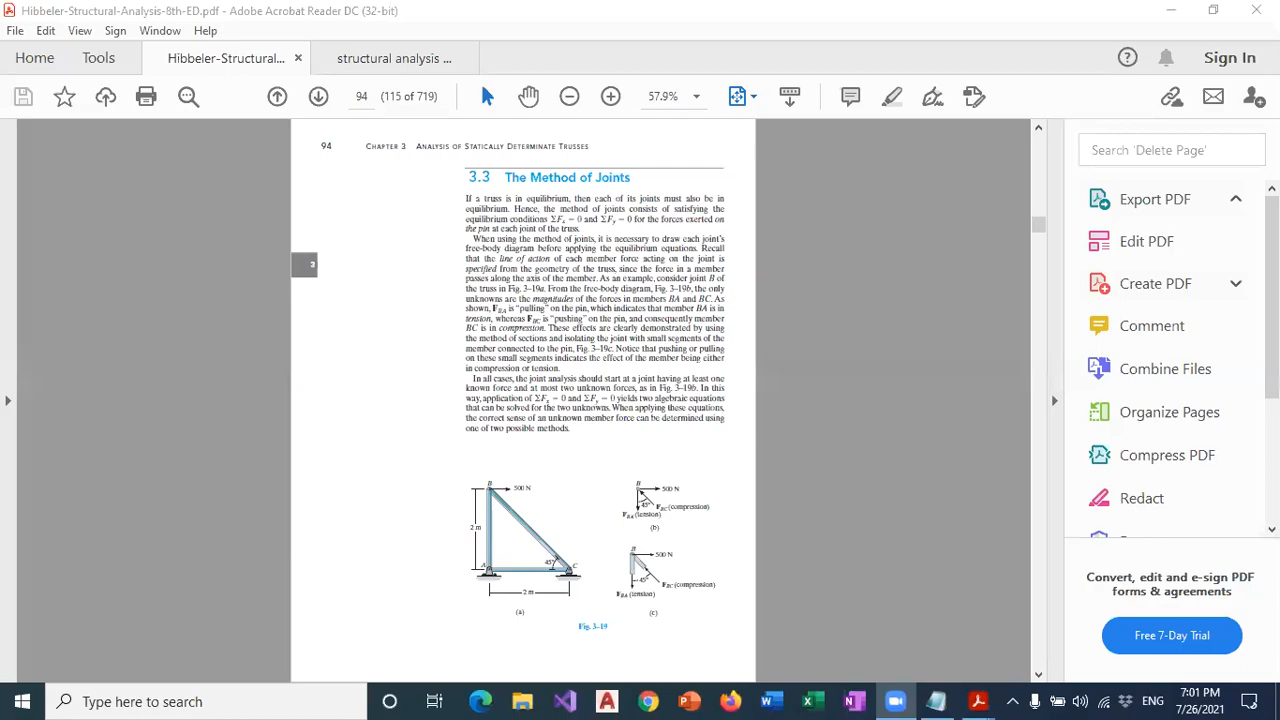 Hibbeler-Structural-Analysis-8th-ED.pdf - Adobe Acrobat Reader DC (32-bit)
File Edit View Sign Window Help
Home Tools Hibbeler-Structural... × structural analysis ... Sign In
94 (115 of 719) 57.9%
94 CHAPTER 3 ANALYSIS OF STATICALLY DETERMINATE TRUSSES
3.3 The Method of Joints
If a truss is in equilibrium, then each of its joints must also be in
equilibrium. Hence, the method of joints consists of satisfying the
equilibrium conditions ΣFx = 0 and ΣFy = 0 for the forces exerted on
the pin at each joint of the truss.
When using the method of joints, it is necessary to draw each joint's
free-body diagram before applying the equilibrium equations. Recall
that the line of action of each member force acting on the joint is
specified from the geometry of the truss, since the force in a member
passes along the axis of the member. As an example, consider joint B of
the truss in Fig. 3–19a. From the free-body diagram, Fig. 3–19b, the only
unknowns are the magnitudes of the forces in members BA and BC. As
shown, FBA is "pulling" on the pin, which indicates that member BA is in
tension, whereas FBC is "pushing" on the pin, and consequently member
BC is in compression. These effects are clearly demonstrated by using
the method of sections and isolating the joint with small segments of the
member connected to the pin, Fig. 3–19c. Notice that pushing or pulling
on these small segments indicates the effect of the member being either
in compression or tension.
In all cases, the joint analysis should start at a joint having at least one
known force and at most two unknown forces, as in Fig. 3–19b. In this
way, application of ΣFx = 0 and ΣFy = 0 yields two algebraic equations
that can be solved for the two unknowns. When applying these equations,
the correct sense of an unknown member force can be determined using
one of two possible methods.
3
B
500 N
2 m
A
45°
C
2 m
(a)
B
500 N
45°
FBC (compression)
FBA (tension)
(b)
B
500 N
45°
FBC (compression)
FBA (tension)
(c)
Fig. 3–19
Search 'Delete Page'
Export PDF
Edit PDF
Create PDF
Comment
Combine Files
Organize Pages
Compress PDF
Redact
Convert, edit and e-sign PDF
forms & agreements
Free 7-Day Trial
Type here to search
ENG
7:01 PM
7/26/2021